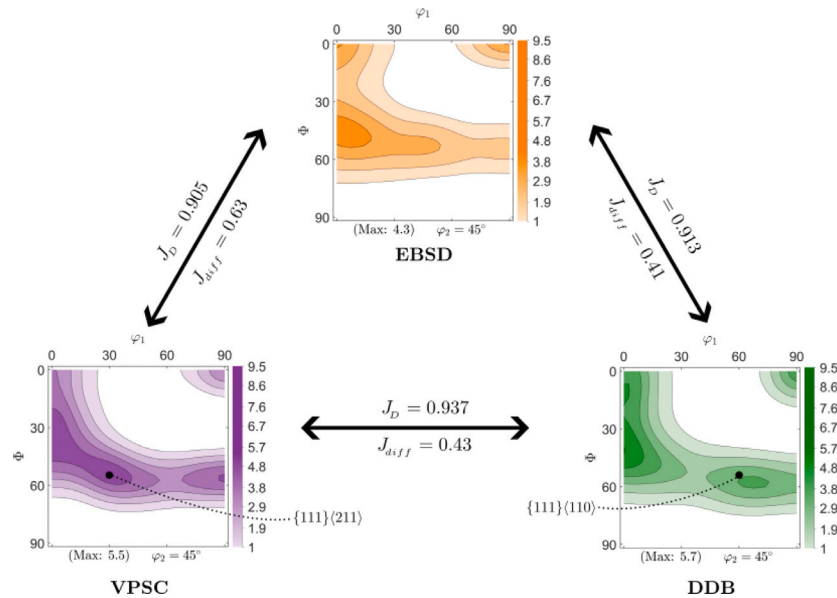 φ₁
0 30 60 90
0
30
60
90
Φ
9.5
8.6
7.6
6.7
5.7
4.8
3.8
2.9
1.9
1
(Max: 4.3) φ₂ = 45°
EBSD
J_D = 0.905
J_diff = 0.63
J_D = 0.913
J_diff = 0.41
φ₁
0 30 60 90
0
30
60
90
Φ
9.5
8.6
7.6
6.7
5.7
4.8
3.8
2.9
1.9
1
{111}⟨211⟩
(Max: 5.5) φ₂ = 45°
VPSC
J_D = 0.937
J_diff = 0.43
φ₁
0 30 60 90
0
30
60
90
Φ
9.5
8.6
7.6
6.7
5.7
4.8
3.8
2.9
1.9
1
{111}⟨110⟩
(Max: 5.7) φ₂ = 45°
DDB